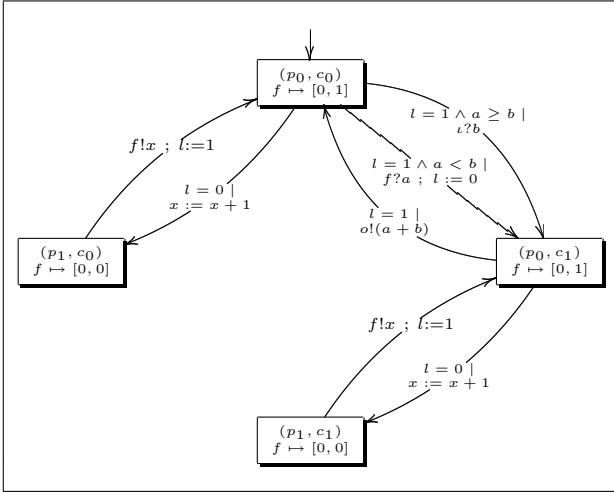 (p₀, c₀)
f ↦ [0, 1]
l = 1 ∧ a ≥ b |
ι?b
f!x ; l:=1
l = 1 ∧ a < b |
f?a ; l := 0
l = 0 |
x := x + 1
l = 1 |
o!(a + b)
(p₁, c₀)
f ↦ [0, 0]
(p₀, c₁)
f ↦ [0, 1]
f!x ; l:=1
l = 0 |
x := x + 1
(p₁, c₁)
f ↦ [0, 0]